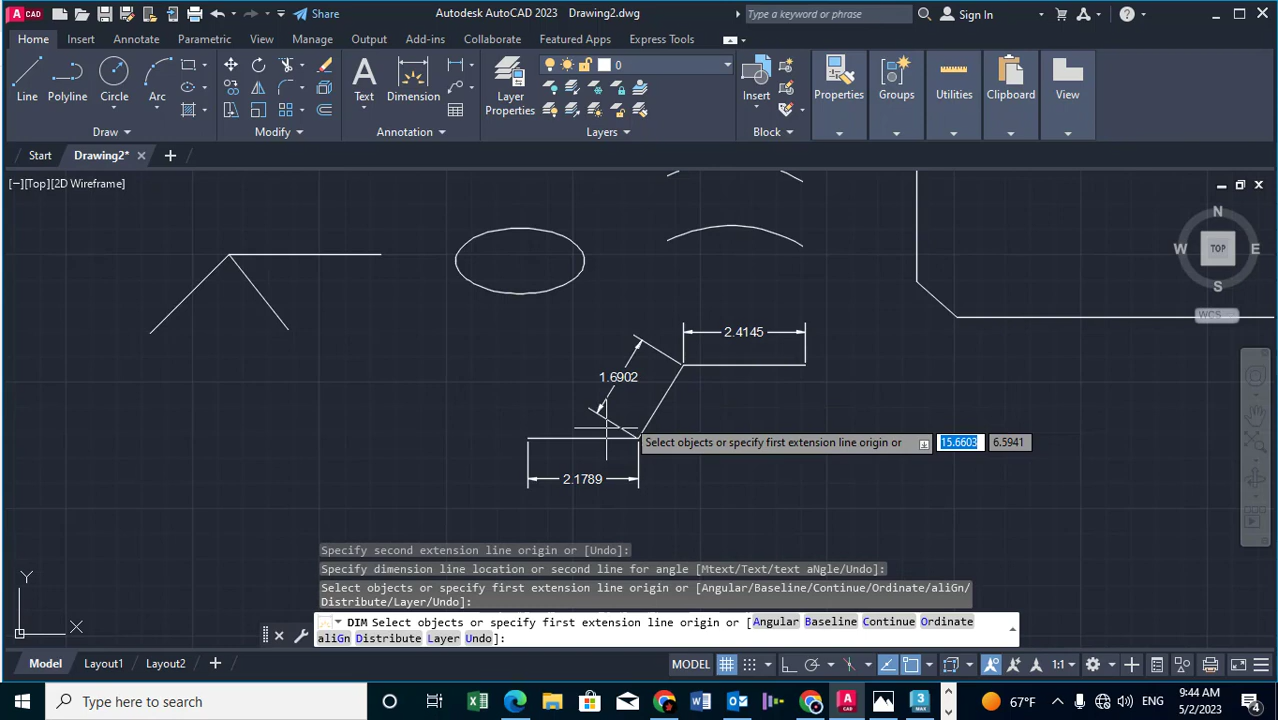 CAD Share Autodesk AutoCAD 2023 Drawing2.dwg Type a keyword or phrase Sign In
Home Insert Annotate Parametric View Manage Output Add-ins Collaborate Featured Apps Express Tools
0
Line Polyline Circle Arc Text Dimension Layer Properties Insert Properties Groups Utilities Clipboard View
Draw Modify Annotation Layers Block
Start Drawing2*
[−][Top][2D Wireframe]
N
W TOP E
S
WCS
2.4145
1.6902
Select objects or specify first extension line origin or 15.6603 6.5941
2.1789
Specify second extension line origin or [Undo]:
Specify dimension line location or second line for angle [Mtext/Text/text aNgle/Undo]:
Select objects or specify first extension line origin or [Angular/Baseline/Continue/Ordinate/aliGn/
Distribute/Layer/Undo]:
DIM Select objects or specify first extension line origin or [Angular Baseline Continue Ordinate
aliGn Distribute Layer Undo]:
Y
X
Model Layout1 Layout2 MODEL 1:1
Type here to search 67°F ENG 9:44 AM
5/2/2023 4